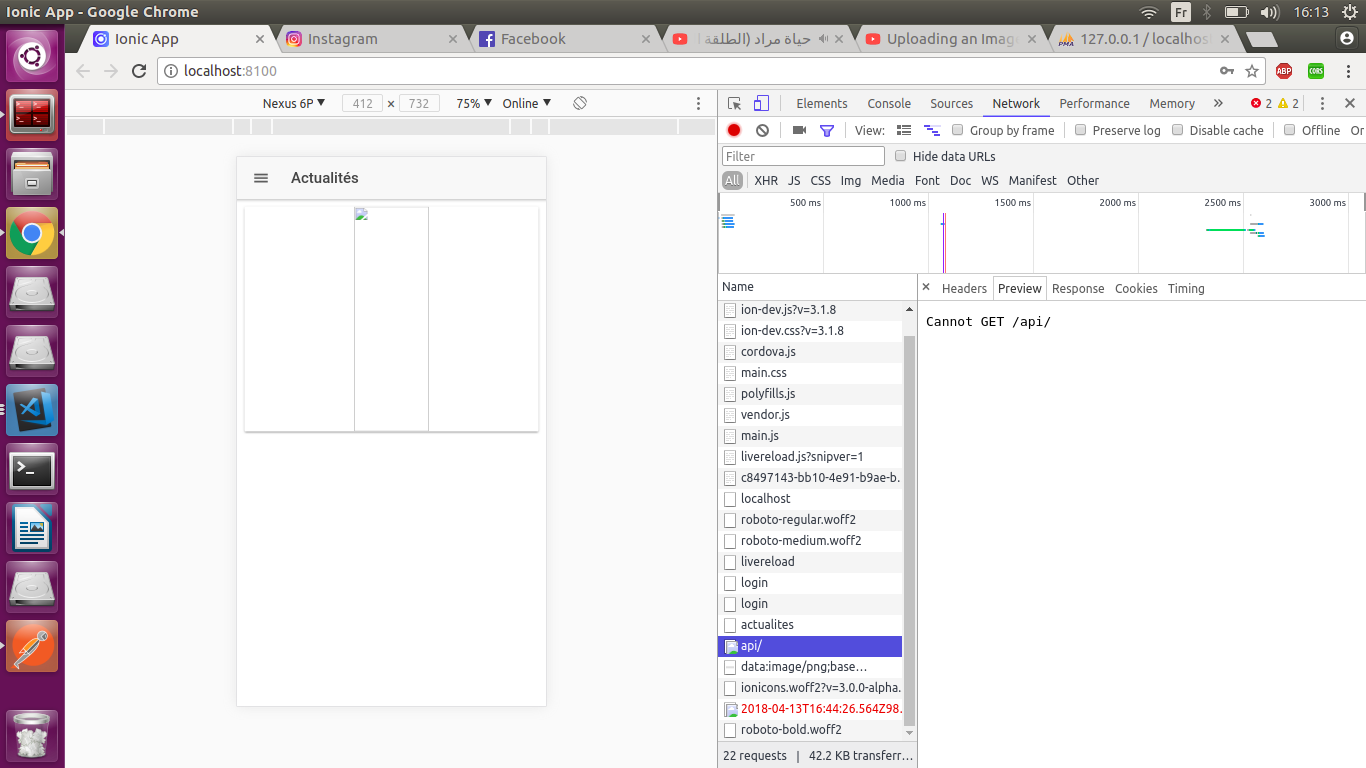 Ionic App - Google Chrome
Fr
16:13
Ionic App
Instagram
Facebook
حياة مراد (الطلقة ا
Uploading an Imag
PMA
127.0.0.1 / localhos
localhost:8100
ABP
CORS
Nexus 6P ▼ 412 × 732 75% ▼ Online ▼
Elements Console Sources Network Performance Memory » 2 2
View: Group by frame Preserve log Disable cache Offline Or
Filter Hide data URLs
All XHR JS CSS Img Media Font Doc WS Manifest Other
500 ms 1000 ms 1500 ms 2000 ms 2500 ms 3000 ms
Actualités
Name
ion-dev.js?v=3.1.8
ion-dev.css?v=3.1.8
cordova.js
main.css
polyfills.js
vendor.js
main.js
livereload.js?snipver=1
c8497143-bb10-4e91-b9ae-b.
localhost
roboto-regular.woff2
roboto-medium.woff2
livereload
login
login
actualites
api/
data:image/png;base…
ionicons.woff2?v=3.0.0-alpha.
2018-04-13T16:44:26.564Z98.
roboto-bold.woff2
22 requests | 42.2 KB transferr…
× Headers Preview Response Cookies Timing
Cannot GET /api/